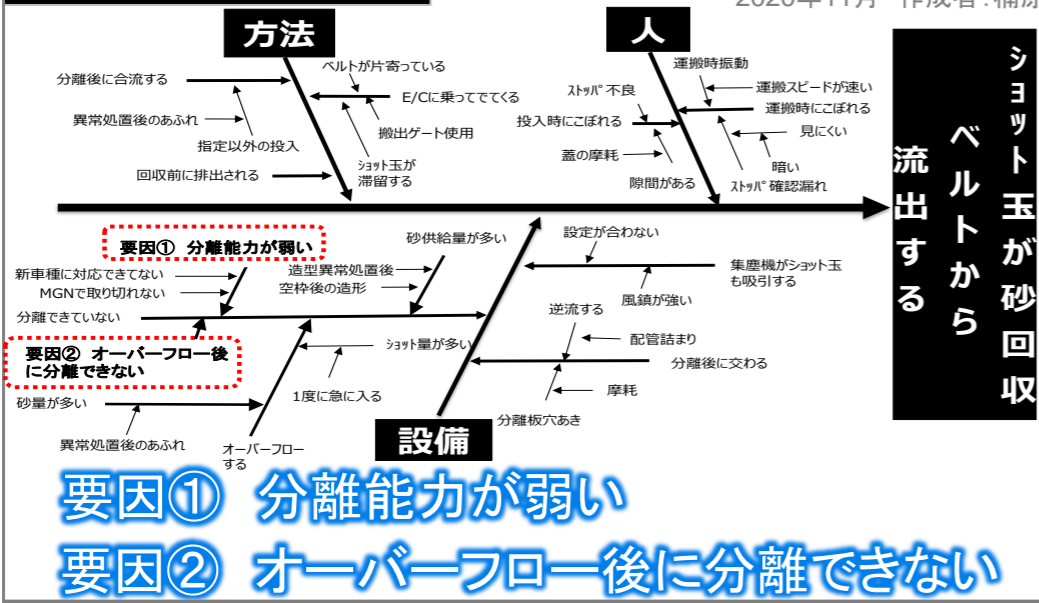 2020年11月 作成者:楠原
方法
人
分離後に合流する
異常処置後のあふれ
指定以外の投入
回収前に排出される
ベルトが片寄っている
E/Cに乗ってでてくる
搬出ゲート使用
ショット玉が
滞留する
運搬時振動
運搬スピードが速い
運搬時にこぼれる
見にくい
暗い
ストッパ確認漏れ
ストッパ不良
投入時にこぼれる
蓋の摩耗
隙間がある
ショット玉が砂回収
ベルトから
流出する
要因① 分離能力が弱い
新車種に対応できてない
MGNで取り切れない
分離できていない
要因② オーバーフロー後
に分離できない
砂量が多い
異常処置後のあふれ
オーバーフロー
する
1度に急に入る
ショット量が多い
砂供給量が多い
造型異常処置後
空枠後の造形
設定が合わない
集塵機がショット玉
も吸引する
風鎖が強い
逆流する
配管詰まり
分離後に交わる
摩耗
分離板穴あき
設備
要因① 分離能力が弱い
要因② オーバーフロー後に分離できない